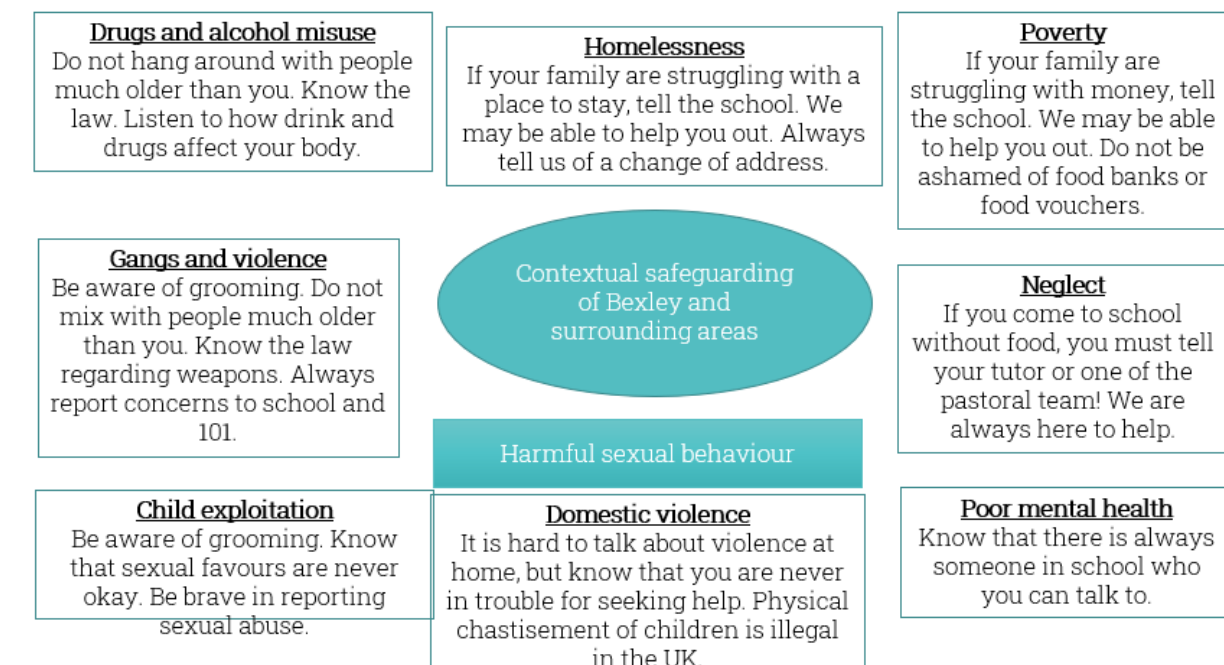 Drugs and alcohol misuse
Do not hang around with people
much older than you. Know the
law. Listen to how drink and
drugs affect your body.
Homelessness
If your family are struggling with a
place to stay, tell the school. We
may be able to help you out. Always
tell us of a change of address.
Poverty
If your family are
struggling with money, tell
the school. We may be able
to help you out. Do not be
ashamed of food banks or
food vouchers.
Gangs and violence
Be aware of grooming. Do not
mix with people much older
than you. Know the law
regarding weapons. Always
report concerns to school and
101.
Contextual safeguarding
of Bexley and
surrounding areas
Neglect
If you come to school
without food, you must tell
your tutor or one of the
pastoral team! We are
always here to help.
Harmful sexual behaviour
Child exploitation
Be aware of grooming. Know
that sexual favours are never
okay. Be brave in reporting
sexual abuse.
Domestic violence
It is hard to talk about violence at
home, but know that you are never
in trouble for seeking help. Physical
chastisement of children is illegal
in the UK.
Poor mental health
Know that there is always
someone in school who
you can talk to.